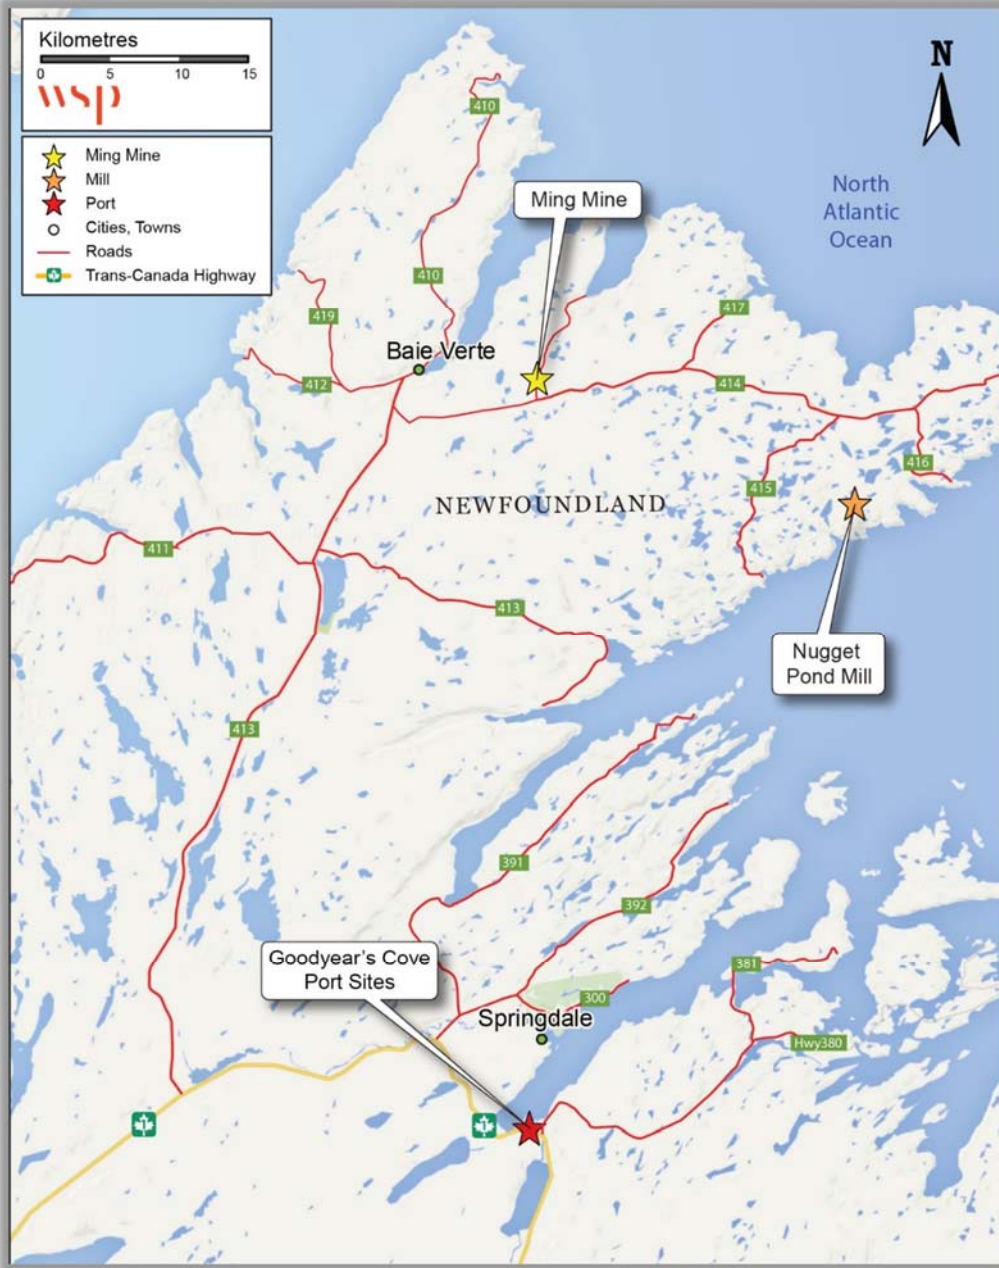 Kilometres
0 5 10 15
wsp
Ming Mine
Mill
Port
Cities, Towns
Roads
Trans-Canada Highway
N
North
Atlantic
Ocean
410
Ming Mine
410
417
419
Baie Verte
412
414
416
415
NEWFOUNDLAND
411
413
Nugget
Pond Mill
413
391
392
Goodyear's Cove
Port Sites
381
300
Springdale
Hwy380
1
1